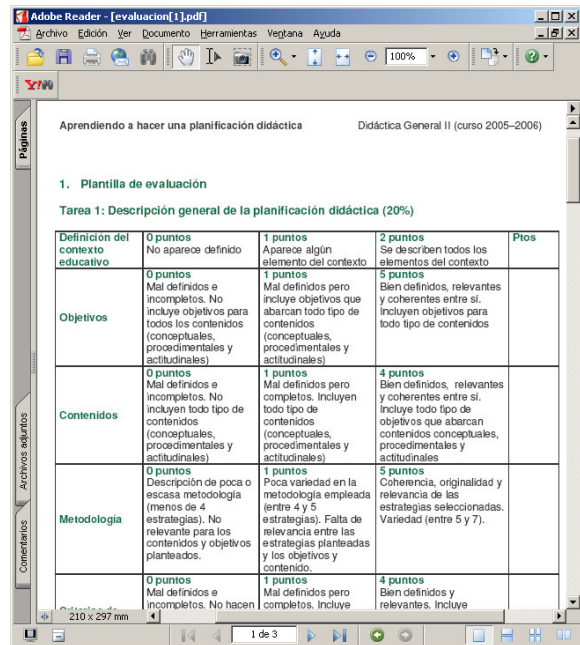 Adobe Reader - [evaluacion[1].pdf]
Archivo Edición Ver Documento Herramientas Ventana Ayuda
100%
Y!
Páginas
Archivos adjuntos
Comentarios
Aprendiendo a hacer una planificación didáctica Didáctica General II (curso 2005–2006)
1. Plantilla de evaluación
Tarea 1: Descripción general de la planificación didáctica (20%)
Definición del
contexto
educativo
0 puntos
No aparece definido
1 puntos
Aparece algún
elemento del contexto
2 puntos
Se describen todos los
elementos del contexto
Ptos
Objetivos
0 puntos
Mal definidos e
incompletos. No
incluye objetivos para
todos los contenidos
(conceptuales,
procedimentales y
actitudinales)
1 puntos
Mal definidos pero
incluye objetivos que
abarcan todo tipo de
contenidos
(conceptuales,
procedimentales y
actitudinales)
5 puntos
Bien definidos, relevantes
y coherentes entre sí.
Incluyen objetivos para
todo tipo de contenidos
Contenidos
0 puntos
Mal definidos e
incompletos. No
incluyen todo tipo de
contenidos
(conceptuales,
procedimentales y
actitudinales)
1 puntos
Mal definidos pero
completos. Incluyen
todo tipo de
contenidos
(conceptuales,
procedimentales y
actitudinales)
4 puntos
Bien definidos, relevantes
y coherentes entre sí.
Incluye todo tipo de
objetivos que abarcan
contenidos conceptuales,
procedimentales y
actitudinales
Metodología
0 puntos
Descripción de poca o
escasa metodología
(menos de 4
estrategias). No
relevante para los
contenidos y objetivos
planteados.
1 puntos
Poca variedad en la
metodología empleada
(entre 4 y 5
estrategias). Falta de
relevancia entre las
estrategias planteadas
y los objetivos y
contenido.
5 puntos
Coherencia, originalidad y
relevancia de las
estrategias seleccionadas.
Variedad (entre 5 y 7).
Criterios de
0 puntos
Mal definidos e
incompletos. No hacen
1 puntos
Mal definidos pero
completos. Incluye
4 puntos
Bien definidos y
relevantes. Incluye
210 x 297 mm
1 de 3